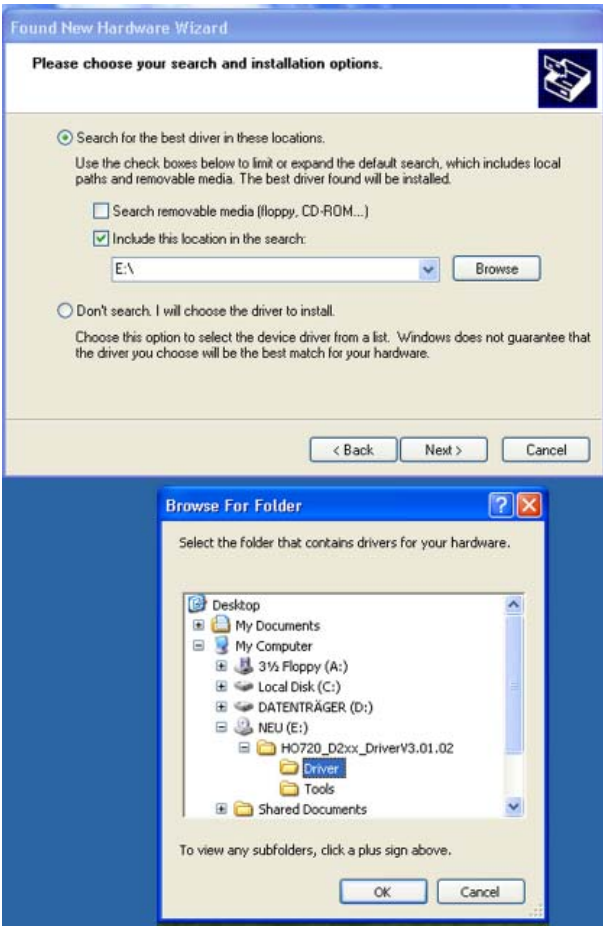 Found New Hardware Wizard
Please choose your search and installation options.
Search for the best driver in these locations.
Use the check boxes below to limit or expand the default search, which includes local
paths and removable media. The best driver found will be installed.
Search removable media (floppy, CD-ROM...)
Include this location in the search:
E:\
Browse
Don't search. I will choose the driver to install.
Choose this option to select the device driver from a list. Windows does not guarantee that
the driver you choose will be the best match for your hardware.
< Back
Next >
Cancel
Browse For Folder
Select the folder that contains drivers for your hardware.
Desktop
My Documents
My Computer
3½ Floppy (A:)
Local Disk (C:)
DATENTRÄGER (D:)
NEU (E:)
HO720_D2xx_DriverV3.01.02
Driver
Tools
Shared Documents
To view any subfolders, click a plus sign above.
OK
Cancel